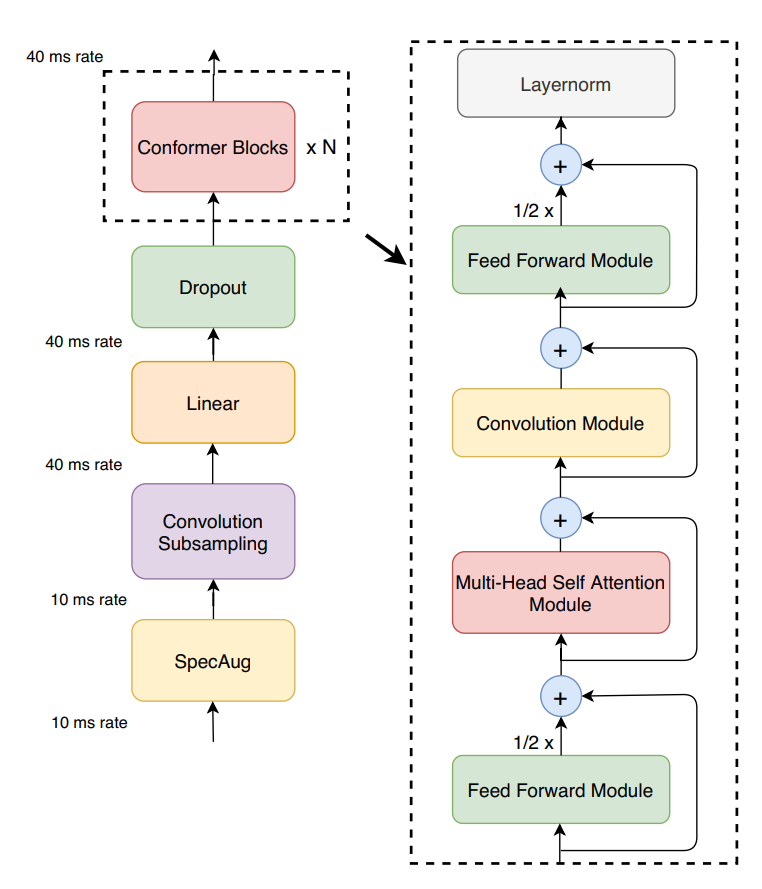 40 ms rate
Conformer Blocks
x N
Dropout
40 ms rate
Linear
40 ms rate
Convolution
Subsampling
10 ms rate
SpecAug
10 ms rate
Layernorm
+
1/2 x
Feed Forward Module
+
Convolution Module
+
Multi-Head Self Attention
Module
+
1/2 x
Feed Forward Module